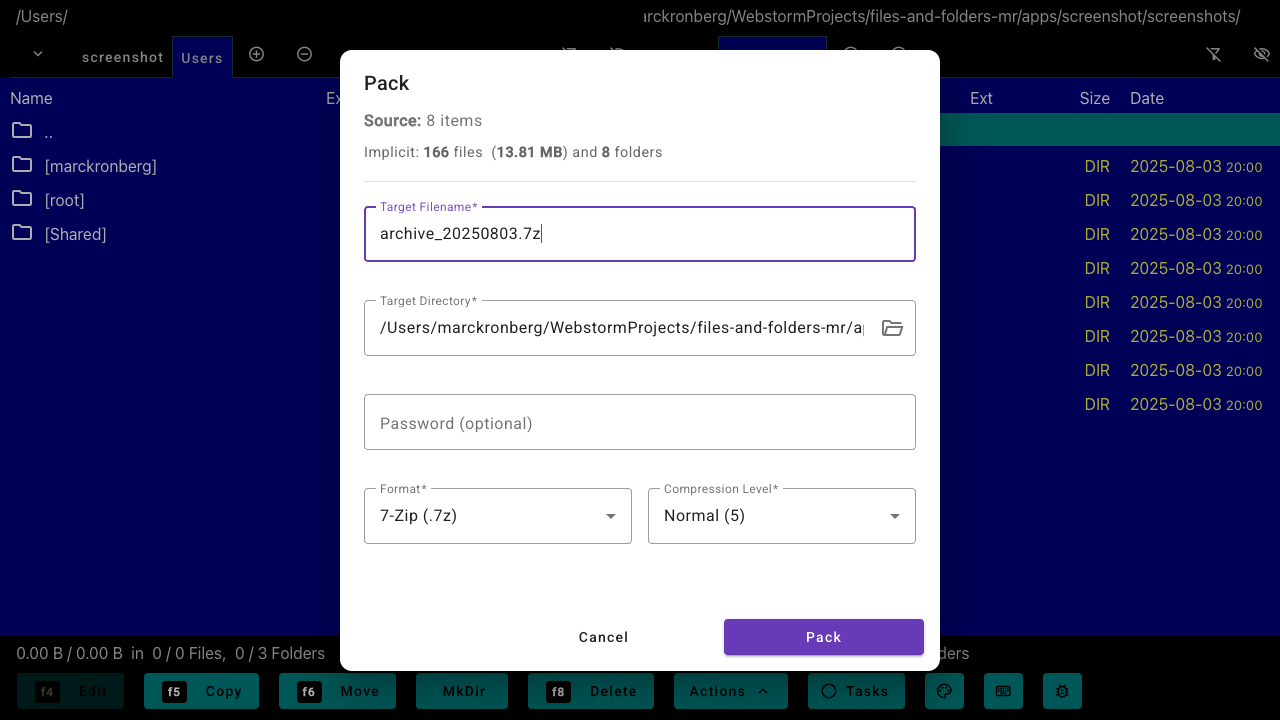 /Users/
arckronberg/WebstormProjects/files-and-folders-mr/apps/screenshot/screenshots/
screenshot
Users
Name
Ext
Size
Date
..
[marckronberg]
[root]
[Shared]
DIR 2025-08-03 20:00
DIR 2025-08-03 20:00
DIR 2025-08-03 20:00
DIR 2025-08-03 20:00
DIR 2025-08-03 20:00
DIR 2025-08-03 20:00
DIR 2025-08-03 20:00
DIR 2025-08-03 20:00
Pack
Source: 8 items
Implicit: 166 files (13.81 MB) and 8 folders
Target Filename*
archive_20250803.7z
Target Directory*
/Users/marckronberg/WebstormProjects/files-and-folders-mr/a
Password (optional)
Format*
7-Zip (.7z)
Compression Level*
Normal (5)
Cancel
Pack
0.00 B / 0.00 B in 0 / 0 Files, 0 / 3 Folders
ders
f4 Edit
f5 Copy
f6 Move
MkDir
f8 Delete
Actions
Tasks